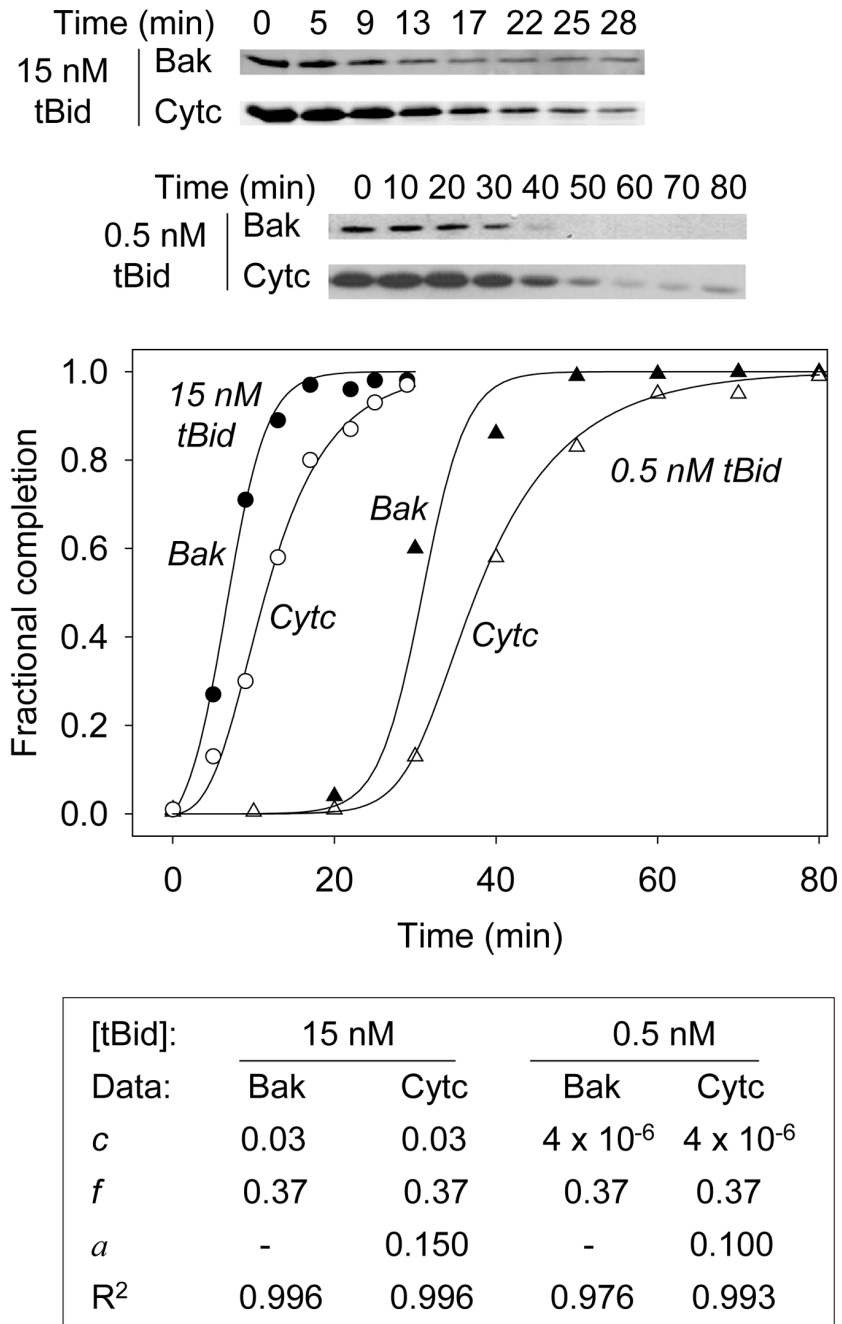 Time (min) 0 5 9 13 17 22 25 28
15 nM tBid
Bak
Cytc
Time (min) 0 10 20 30 40 50 60 70 80
0.5 nM tBid
Bak
Cytc
Fractional completion
1.0
0.8
0.6
0.4
0.2
0.0
15 nM
tBid
Bak
Cytc
Bak
Cytc
0.5 nM tBid
0 20 40 60 80
Time (min)
[tBid]: 15 nM 0.5 nM
Data: Bak Cytc Bak Cytc
c 0.03 0.03 4 x 10⁻⁶ 4 x 10⁻⁶
f 0.37 0.37 0.37 0.37
a - 0.150 - 0.100
R² 0.996 0.996 0.976 0.993